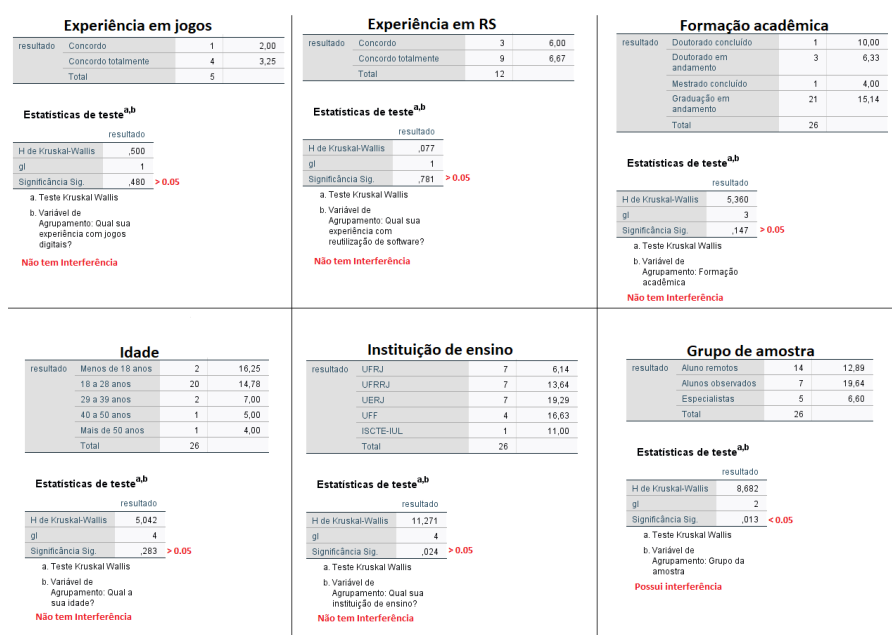 Experiência em jogos
resultado Concordo 1 2,00
Concordo totalmente 4 3,25
Total 5
Estatísticas de teste a,b
resultado
H de Kruskal-Wallis ,500
gl 1
Significância Sig. ,480 > 0.05
a. Teste Kruskal Wallis
b. Variável de
Agrupamento: Qual sua
experiência com jogos
digitais?
Não tem Interferência
Experiência em RS
resultado Concordo 3 6,00
Concordo totalmente 9 6,67
Total 12
Estatísticas de teste a,b
resultado
H de Kruskal-Wallis ,077
gl 1
Significância Sig. ,781 > 0.05
a. Teste Kruskal Wallis
b. Variável de
Agrupamento: Qual sua
experiência com
reutilização de software?
Não tem Interferência
Formação acadêmica
resultado Doutorado concluído 1 10,00
Doutorado em
andamento 3 6,33
Mestrado concluído 1 4,00
Graduação em
andamento 21 15,14
Total 26
Estatísticas de teste a,b
resultado
H de Kruskal-Wallis 5,360
gl 3
Significância Sig. ,147 > 0.05
a. Teste Kruskal Wallis
b. Variável de
Agrupamento: Formação
acadêmica
Não tem Interferência
Idade
resultado Menos de 18 anos 2 16,25
18 a 28 anos 20 14,78
29 a 39 anos 2 7,00
40 a 50 anos 1 5,00
Mais de 50 anos 1 4,00
Total 26
Estatísticas de teste a,b
resultado
H de Kruskal-Wallis 5,042
gl 4
Significância Sig. ,283 > 0.05
a. Teste Kruskal Wallis
b. Variável de
Agrupamento: Qual a
sua idade?
Não tem Interferência
Instituição de ensino
resultado UFRJ 7 6,14
UFRRJ 7 13,64
UERJ 7 19,29
UFF 4 16,63
ISCTE-IUL 1 11,00
Total 26
Estatísticas de teste a,b
resultado
H de Kruskal-Wallis 11,271
gl 4
Significância Sig. ,024 > 0.05
a. Teste Kruskal Wallis
b. Variável de
Agrupamento: Qual sua
instituição de ensino?
Não tem Interferência
Grupo de amostra
resultado Aluno remotos 14 12,89
Alunos observados 7 19,64
Especialistas 5 6,60
Total 26
Estatísticas de teste a,b
resultado
H de Kruskal-Wallis 8,682
gl 2
Significância Sig. ,013 < 0.05
a. Teste Kruskal Wallis
b. Variável de
Agrupamento: Grupo da
amostra
Possui interferência